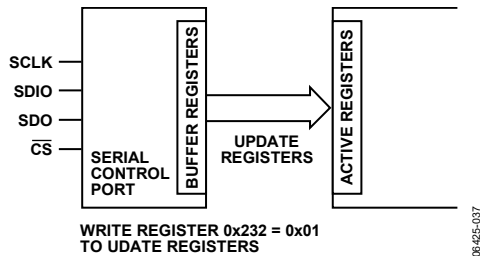 SCLK
SDIO
SDO
CS
SERIAL
CONTROL
PORT
BUFFER REGISTERS
UPDATE
REGISTERS
ACTIVE REGISTERS
WRITE REGISTER 0x232 = 0x01
TO UDATE REGISTERS
06425-037